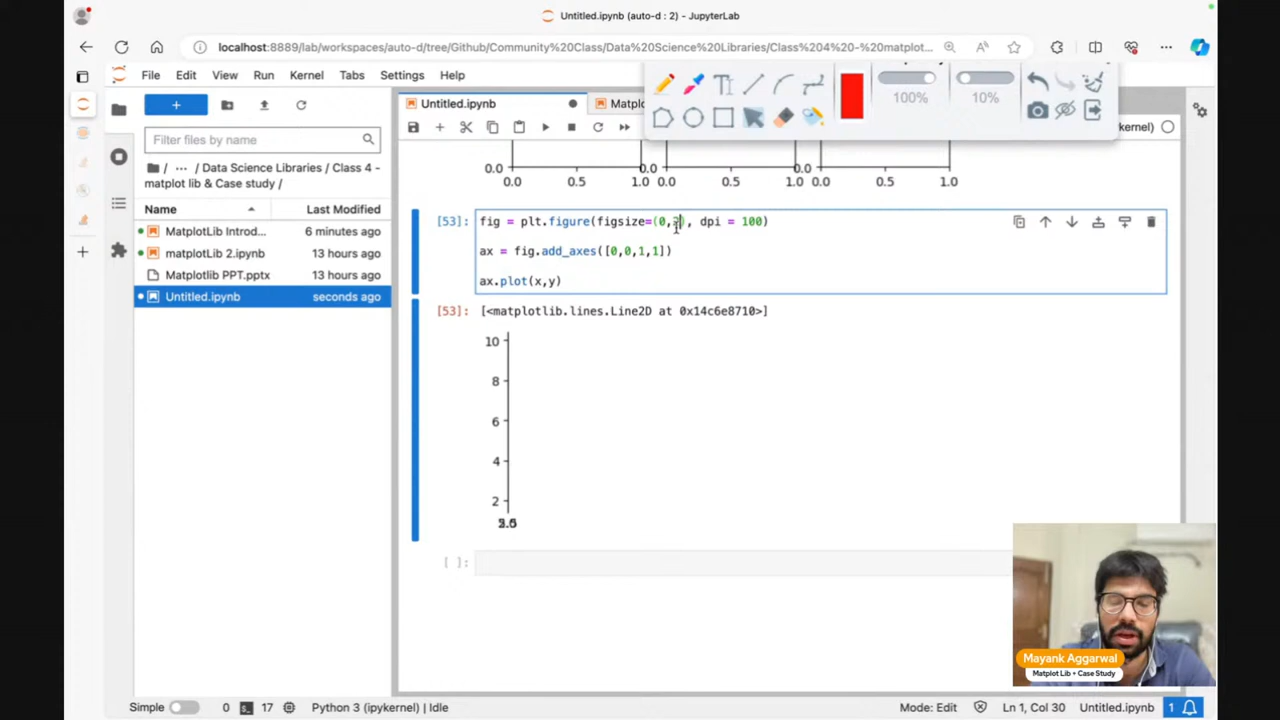 Untitled.ipynb (auto-d : 2) - JupyterLab
localhost:8889/lab/workspaces/auto-d/tree/Github/Community%20Class/Data%20Science%20Libraries/Class%204%20-%20matplot...
File Edit View Run Kernel Tabs Settings Help
100%
10%
Untitled.ipynb
Matpl
kernel)
Filter files by name
/ ... / Data Science Libraries / Class 4 -
matplot lib & Case study /
Name Last Modified
MatplotLib Introd... 6 minutes ago
matplotLib 2.ipynb 13 hours ago
Matplotlib PPT.pptx 13 hours ago
Untitled.ipynb seconds ago
0.0 0.0 0.0
0.0 0.5 1.0 0.0 0.5 1.0 0.0 0.5 1.0
[53]: fig = plt.figure(figsize=(0, ), dpi = 100)
ax = fig.add_axes([0,0,1,1])
ax.plot(x,y)
[53]: [<matplotlib.lines.Line2D at 0x14c6e8710>]
10
8
6
4
2
[ ]:
Mayank Aggarwal
Matplot Lib + Case Study
Simple 0 17 Python 3 (ipykernel) | Idle Mode: Edit Ln 1, Col 30 Untitled.ipynb 1